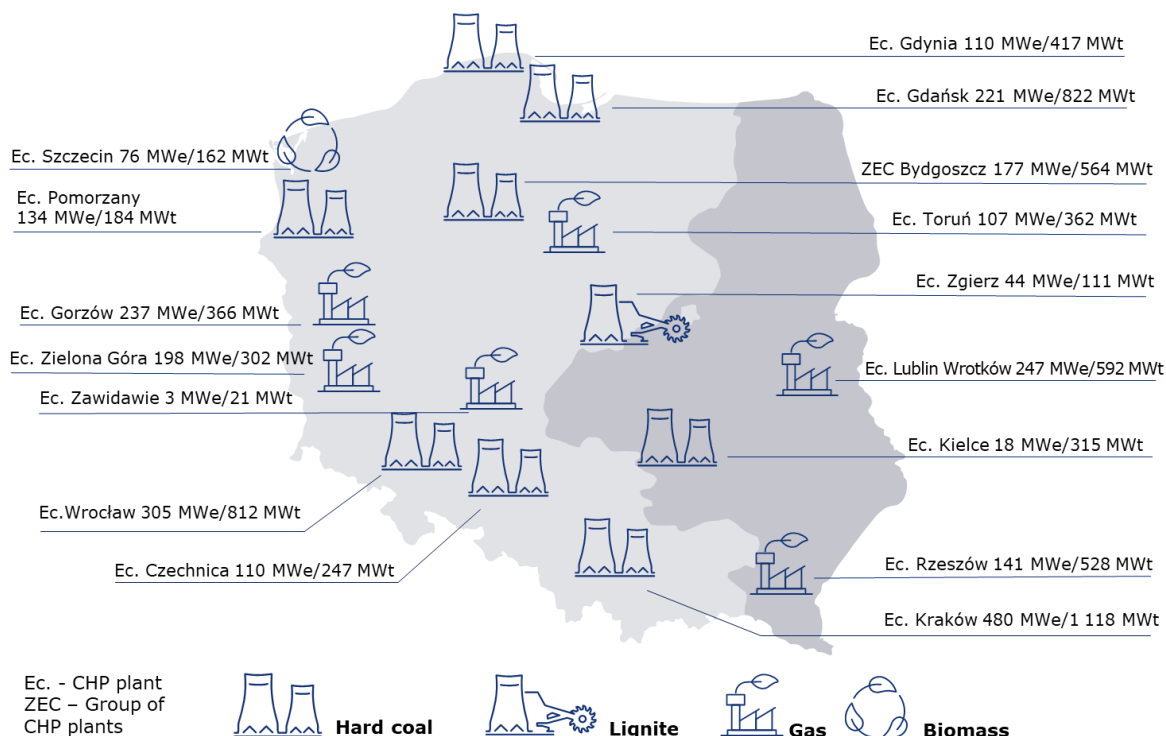 Ec. Gdynia 110 MWe/417 MWt
Ec. Gdańsk 221 MWe/822 MWt
Ec. Szczecin 76 MWe/162 MWt
ZEC Bydgoszcz 177 MWe/564 MWt
Ec. Pomorzany
134 MWe/184 MWt
Ec. Toruń 107 MWe/362 MWt
Ec. Zgierz 44 MWe/111 MWt
Ec. Gorzów 237 MWe/366 MWt
Ec. Zielona Góra 198 MWe/302 MWt
Ec. Lublin Wrotków 247 MWe/592 MWt
Ec. Zawidawie 3 MWe/21 MWt
Ec. Kielce 18 MWe/315 MWt
Ec.Wrocław 305 MWe/812 MWt
Ec. Czechnica 110 MWe/247 MWt
Ec. Rzeszów 141 MWe/528 MWt
Ec. Kraków 480 MWe/1 118 MWt
Ec. - CHP plant
ZEC – Group of
CHP plants
Hard coal
Lignite
Gas
Biomass